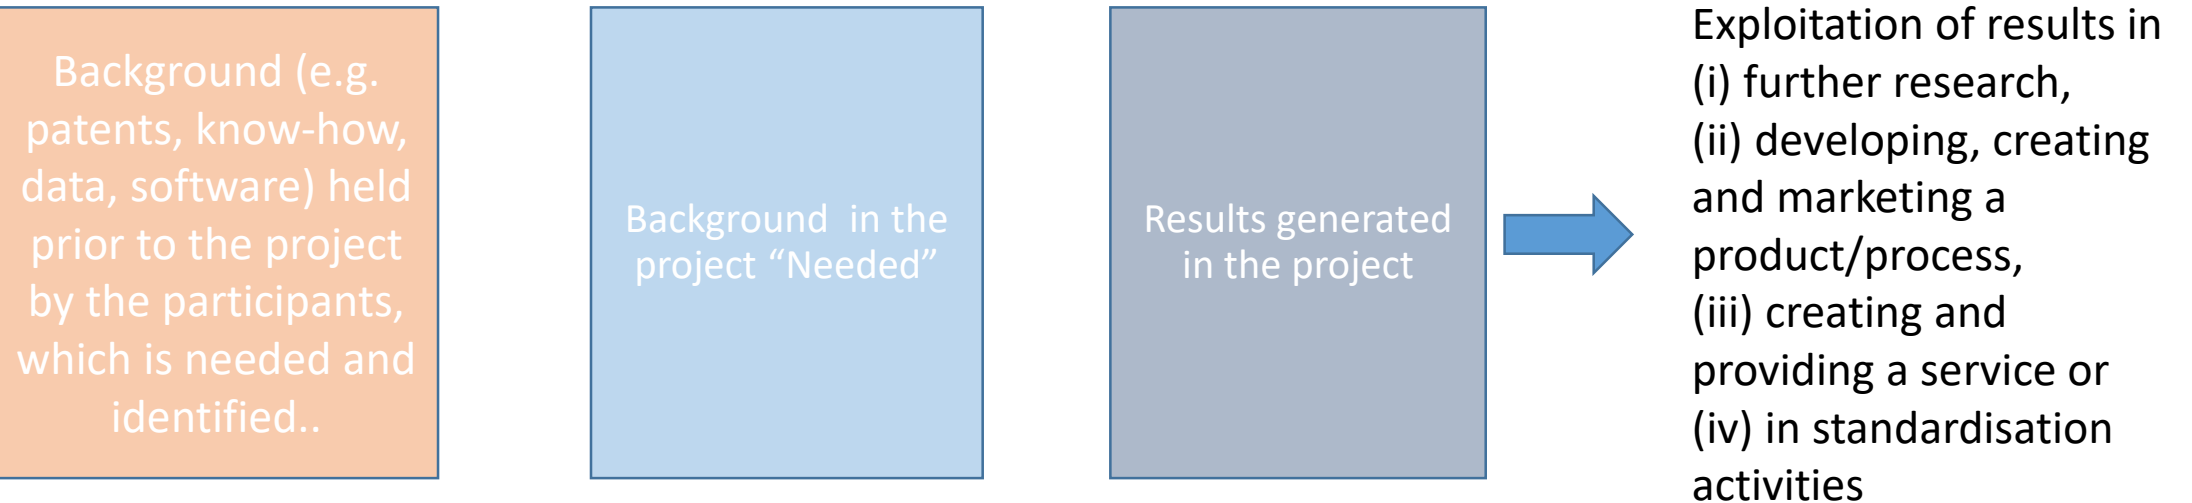 Background (e.g.
patents, know-how,
data, software) held
prior to the project
by the participants,
which is needed and
identified..
Background  in the
project “Needed”
Results generated
in the project
Exploitation of results in
(i) further research,
(ii) developing, creating
and marketing a
product/process,
(iii) creating and
providing a service or
(iv) in standardisation
activities